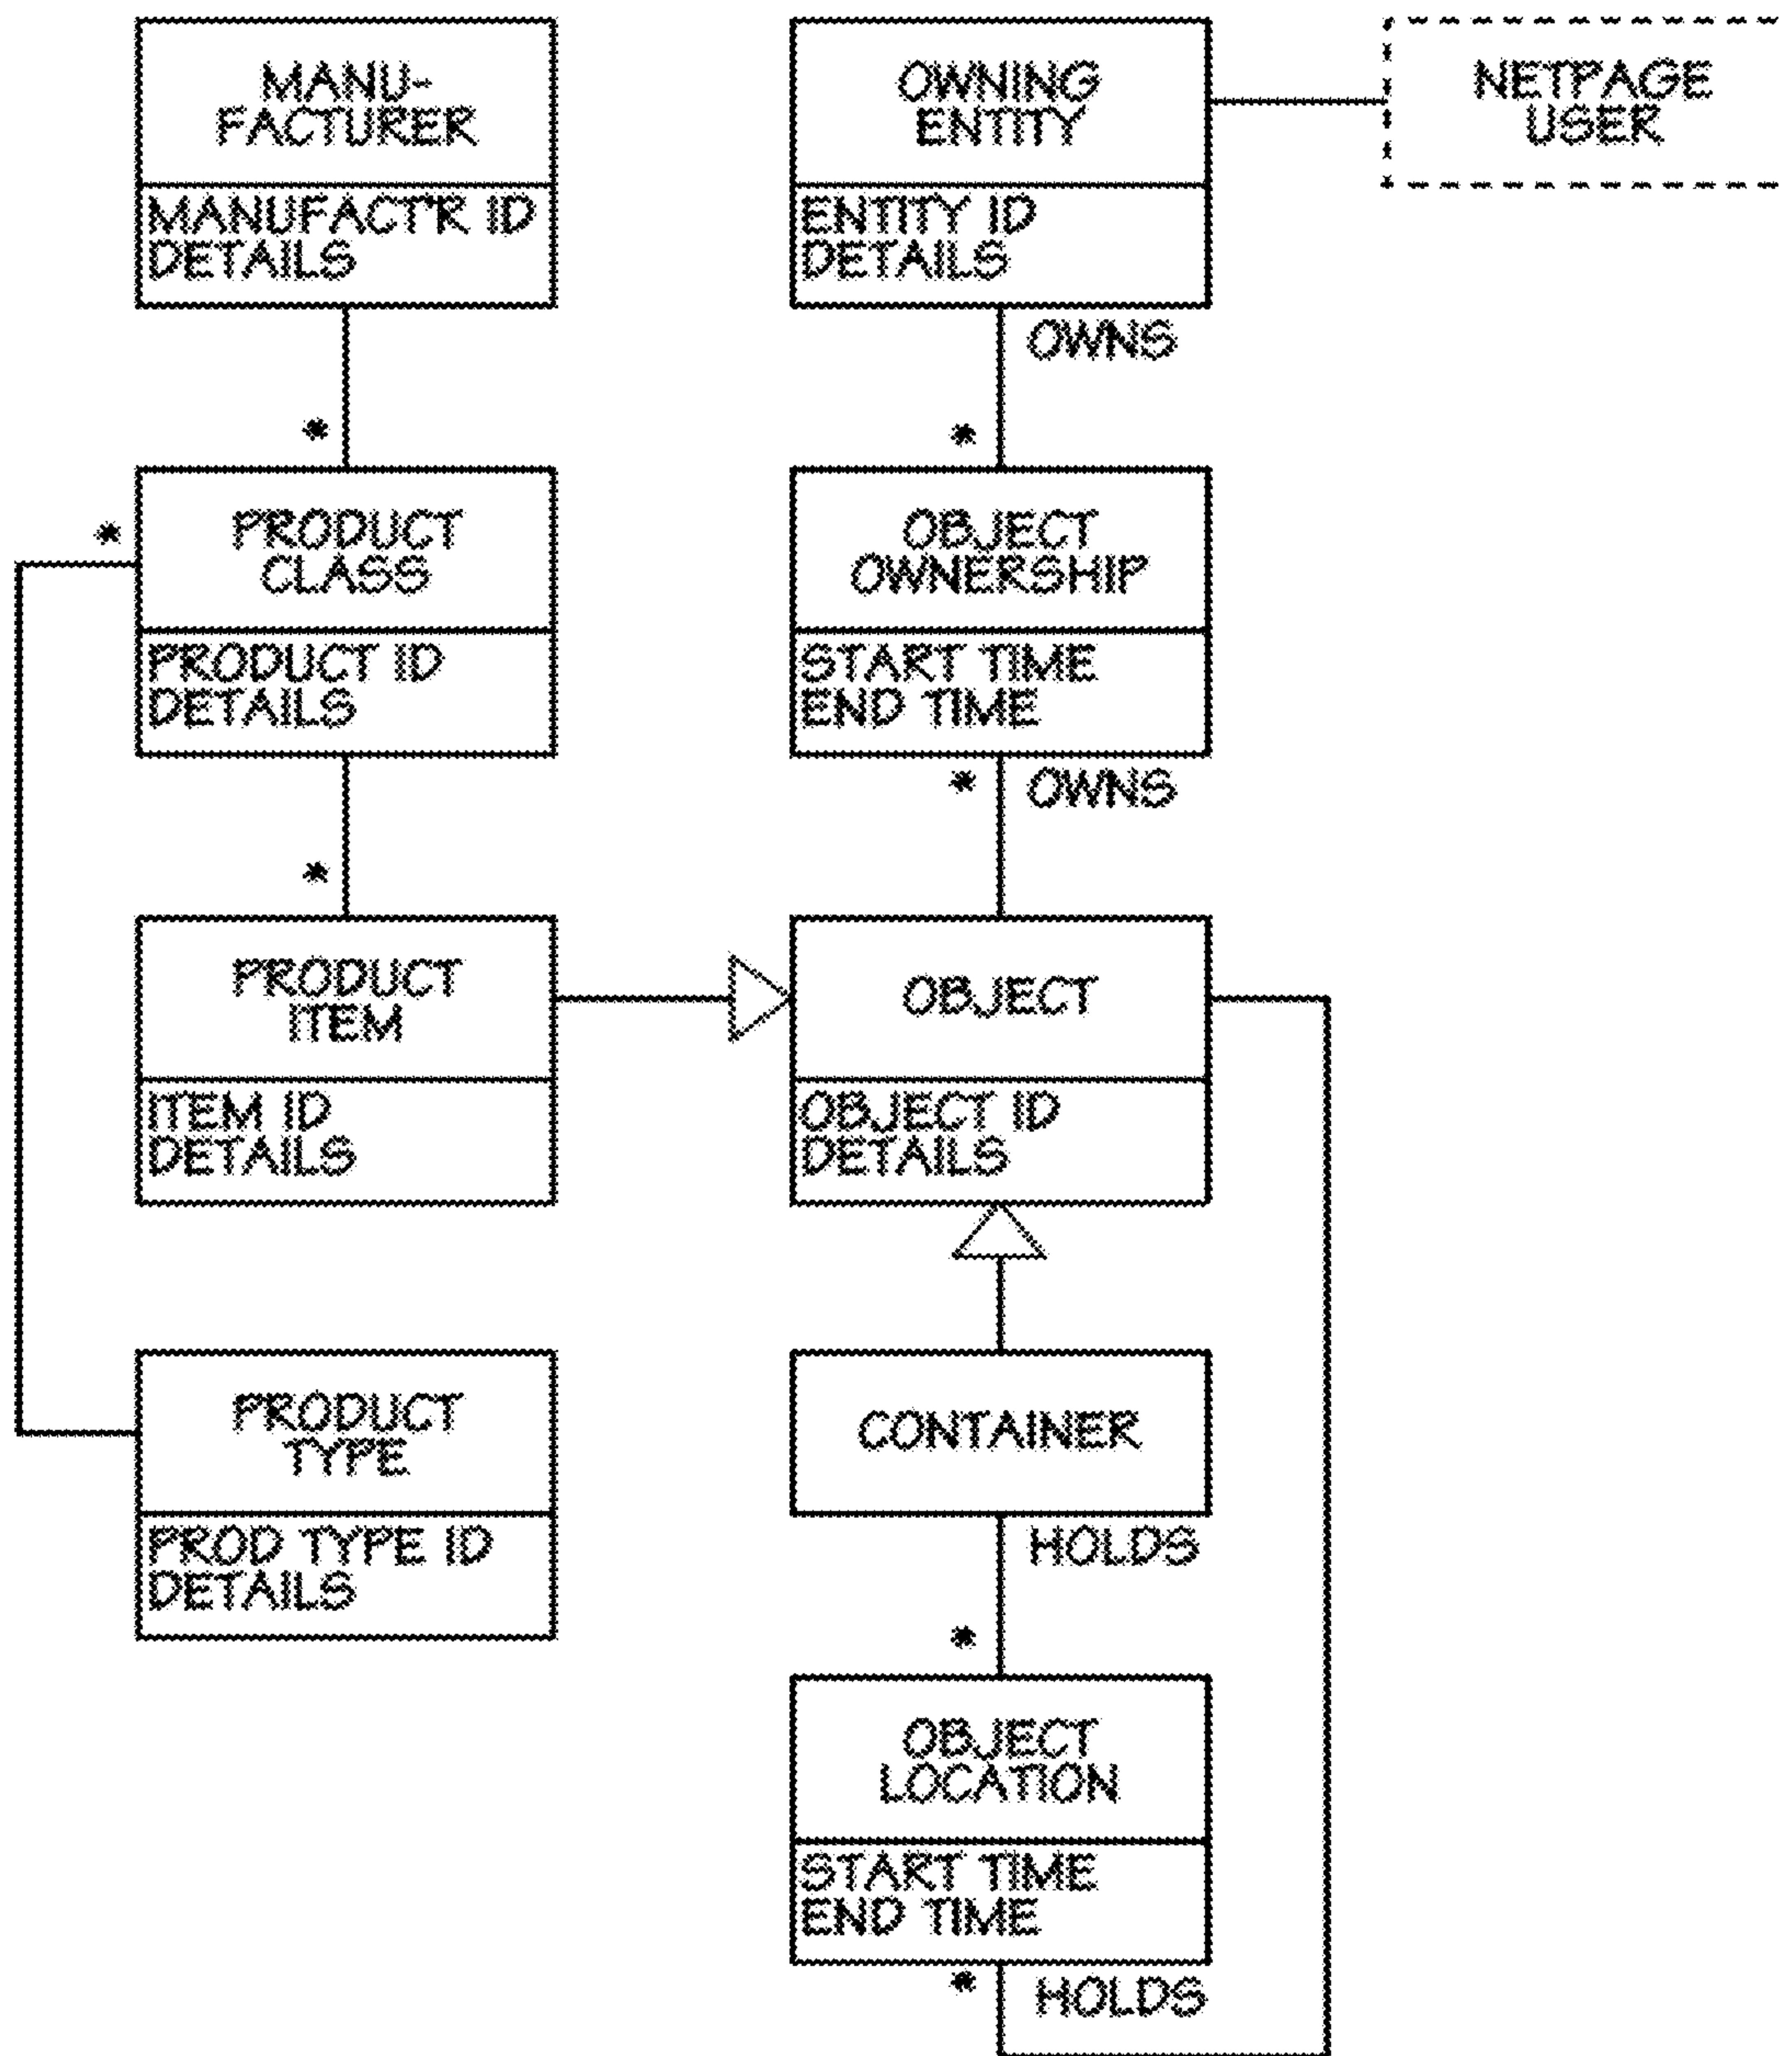 MANU-
FACTURER
MANUFACT'R ID
DETAILS
OWNING
ENTITY
ENTITY ID
DETAILS
NETPAGE
USER
OWNS
*
*
*
PRODUCT
CLASS
PRODUCT ID
DETAILS
OBJECT
OWNERSHIP
START TIME
END TIME
* OWNS
*
PRODUCT
ITEM
ITEM ID
DETAILS
OBJECT
OBJECT ID
DETAILS
PRODUCT
TYPE
PROD TYPE ID
DETAILS
CONTAINER
HOLDS
*
OBJECT
LOCATION
START TIME
END TIME
* HOLDS